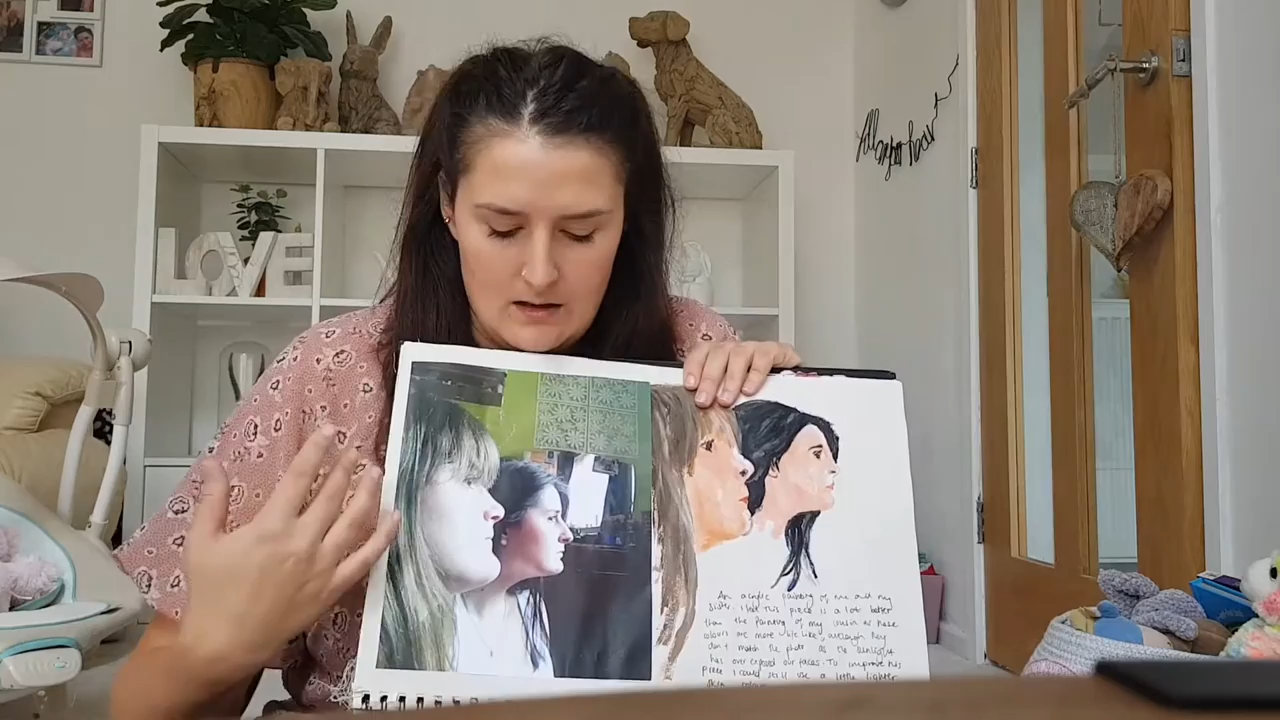 LOVE
An acrylic painting of me and my
sister. I like this piece is a lot better
than the painting of my cousin as these
colours are more life like, although they
don't match the photo as the sunlight
has over exposed our faces. To improve this
piece I could still use a little lighter